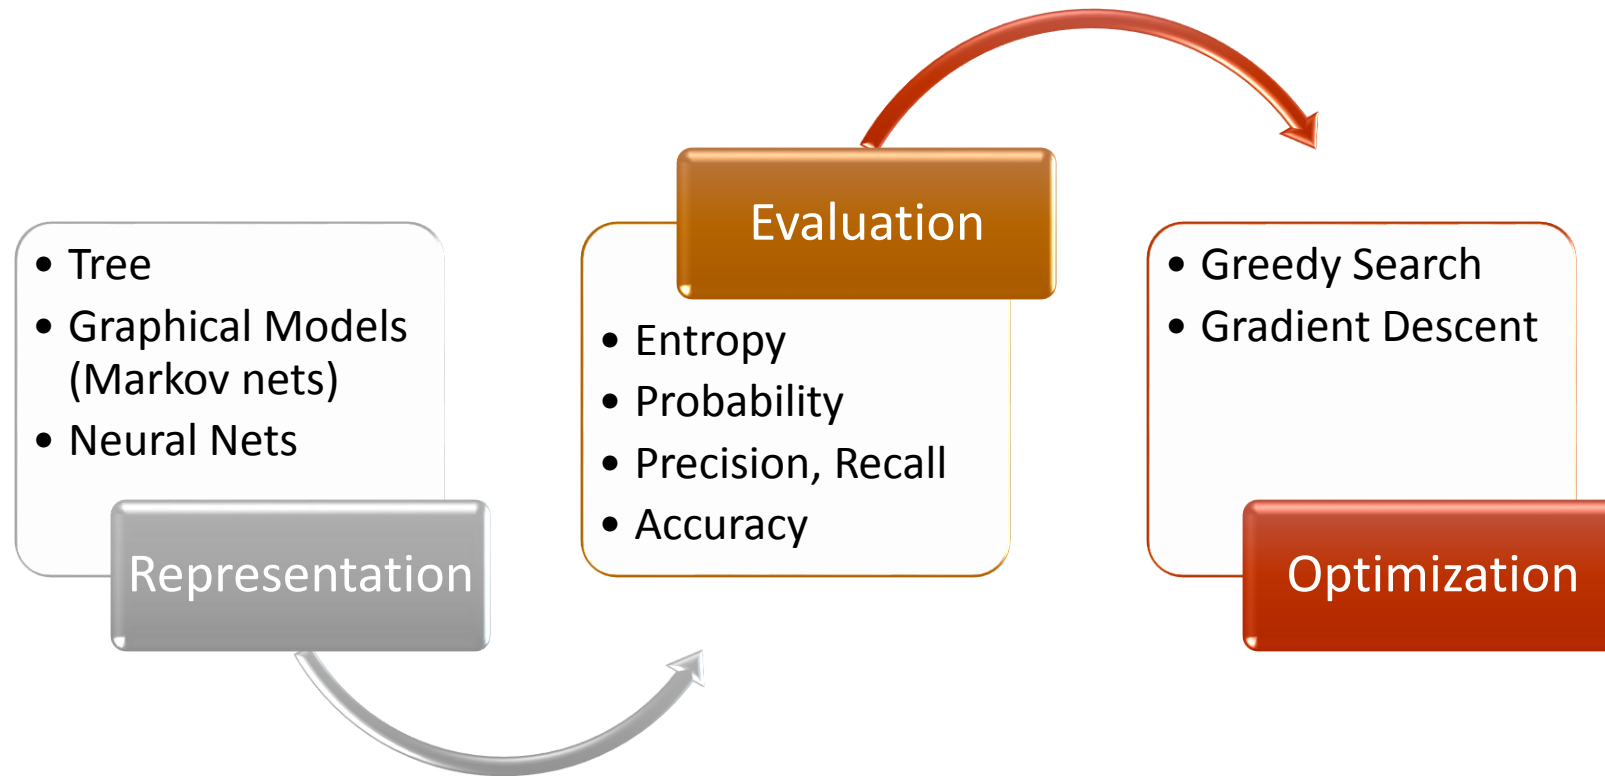 • Tree
• Graphical Models
(Markov nets)
• Neural Nets
Representation
Evaluation
• Entropy
• Probability
• Precision, Recall
• Accuracy
• Greedy Search
• Gradient Descent
Optimization